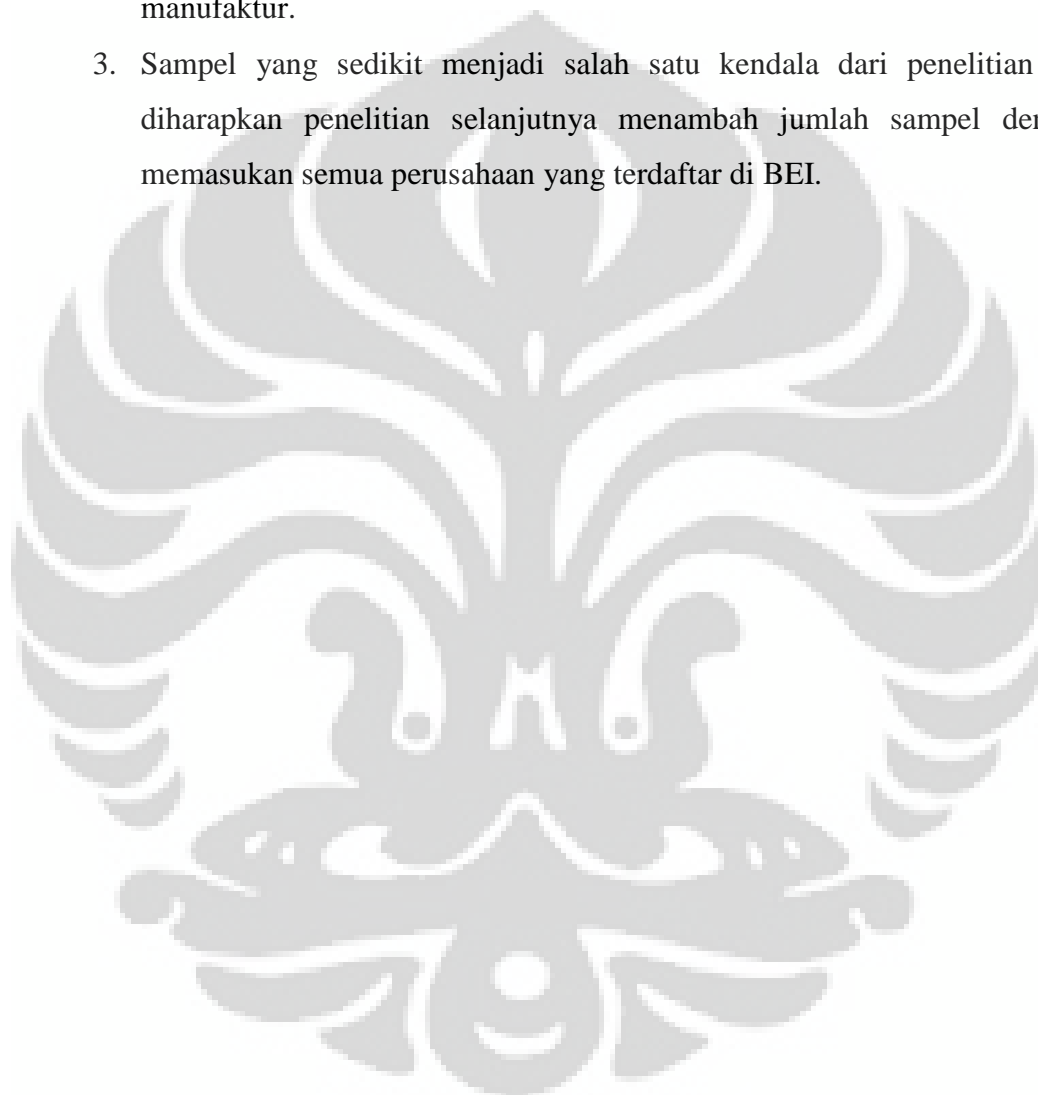 manufaktur.
3. Sampel yang sedikit menjadi salah satu kendala dari penelitian
diharapkan penelitian selanjutnya menambah jumlah sampel
memasukan semua perusahaan yang terdaftar di BEI.